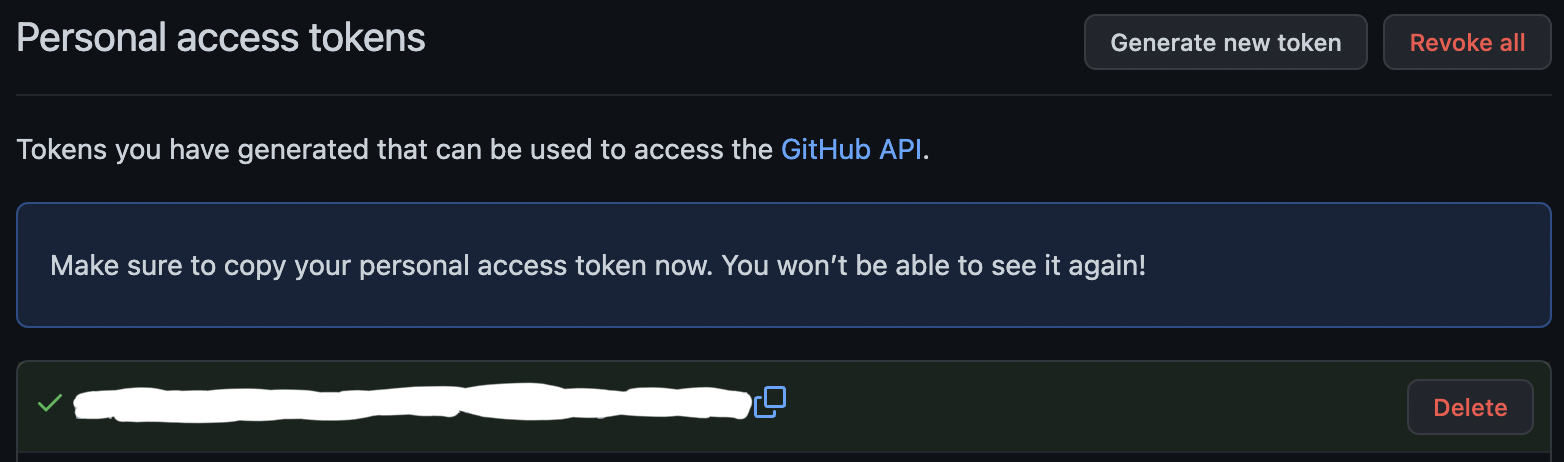 Personal access tokens
Generate new token
Revoke all
Tokens you have generated that can be used to access the GitHub API.
Make sure to copy your personal access token now. You won’t be able to see it again!
Delete